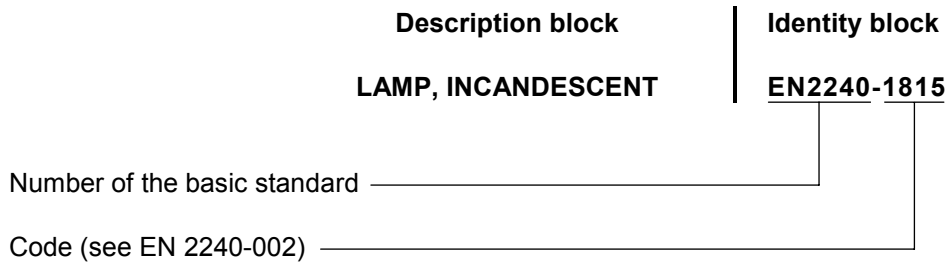 Description block Identity block
LAMP, INCANDESCENT EN2240-1815
Number of the basic standard
Code (see EN 2240-002)